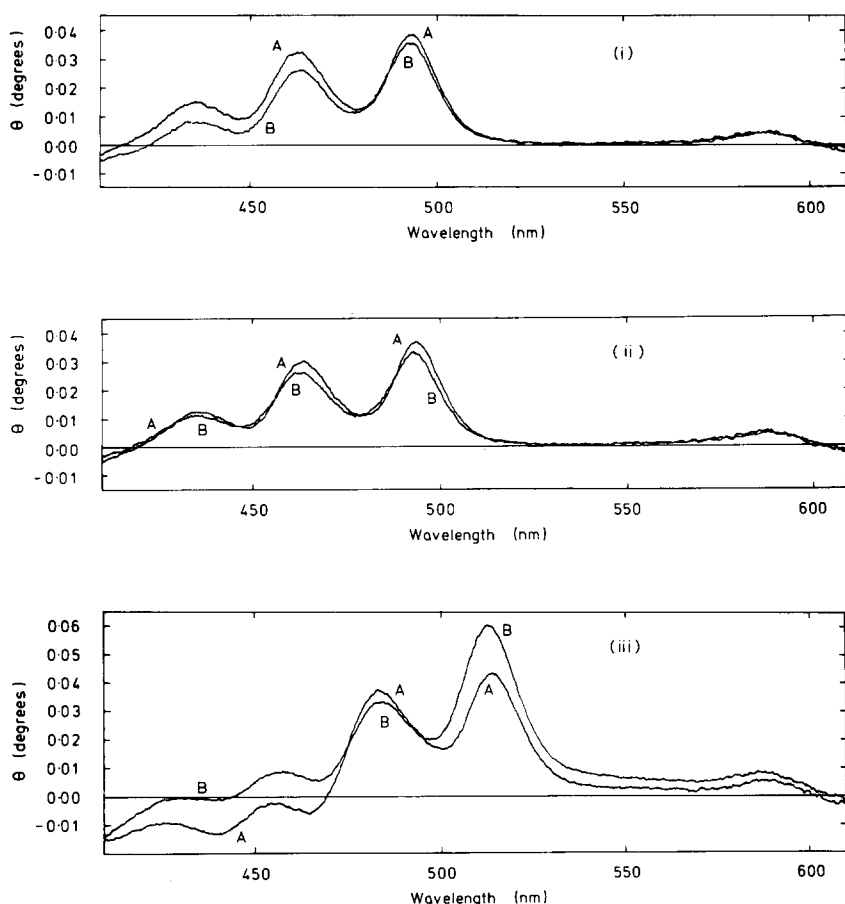 0·04
0·03
0·02
0·01
0·00
-0·01
θ (degrees)
A
A
B
B
(i)
450
500
550
600
Wavelength (nm)
0·04
0·03
0·02
0·01
0·00
-0·01
θ (degrees)
A
A
A
B
B
B
(ii)
450
500
550
600
Wavelength (nm)
0·06
0·05
0·04
0·03
0·02
0·01
0·00
-0·01
θ (degrees)
B
A
A
B
B
A
(iii)
450
500
550
600
Wavelength (nm)